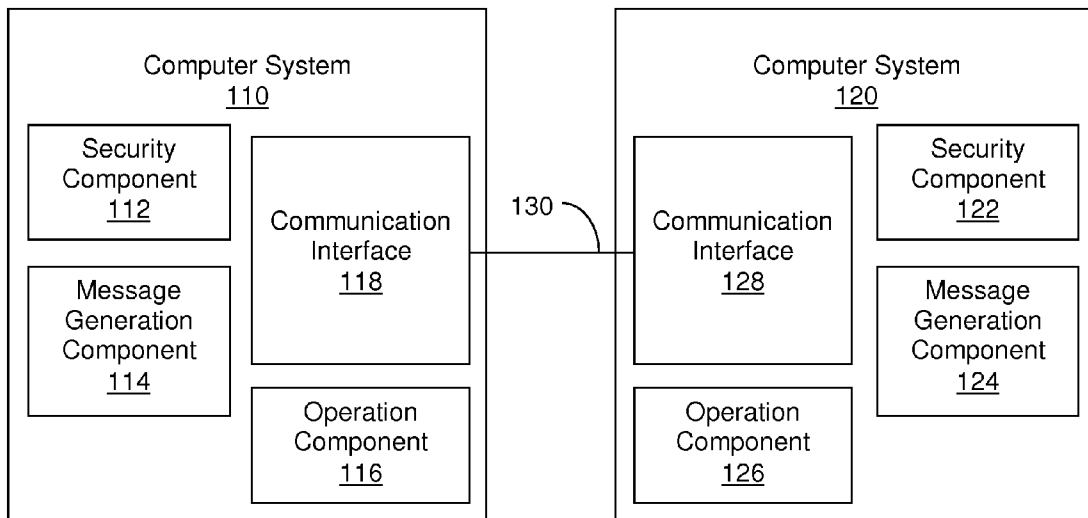 Computer System
110
Security
Component
112
Message
Generation
Component
114
Communication
Interface
118
Operation
Component
116
130
Computer System
120
Communication
Interface
128
Operation
Component
126
Security
Component
122
Message
Generation
Component
124